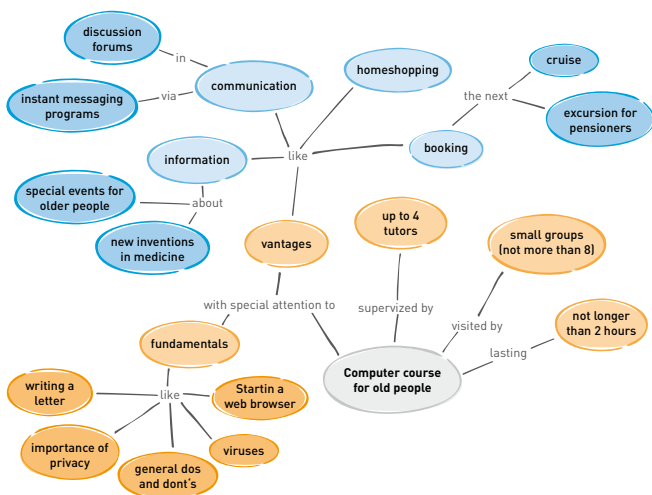 discussion
forums
in
instant messaging
programs
via
communication
homeshopping
cruise
the next
excursion for
pensioners
booking
like
information
about
special events for
older people
new inventions
in medicine
vantages
up to 4
tutors
small groups
(not more than 8)
with special attention to
supervized by
visited by
not longer
than 2 hours
lasting
fundamentals
Computer course
for old people
writing a
letter
like
Startin a
web browser
importance of
privacy
general dos
and dont's
viruses